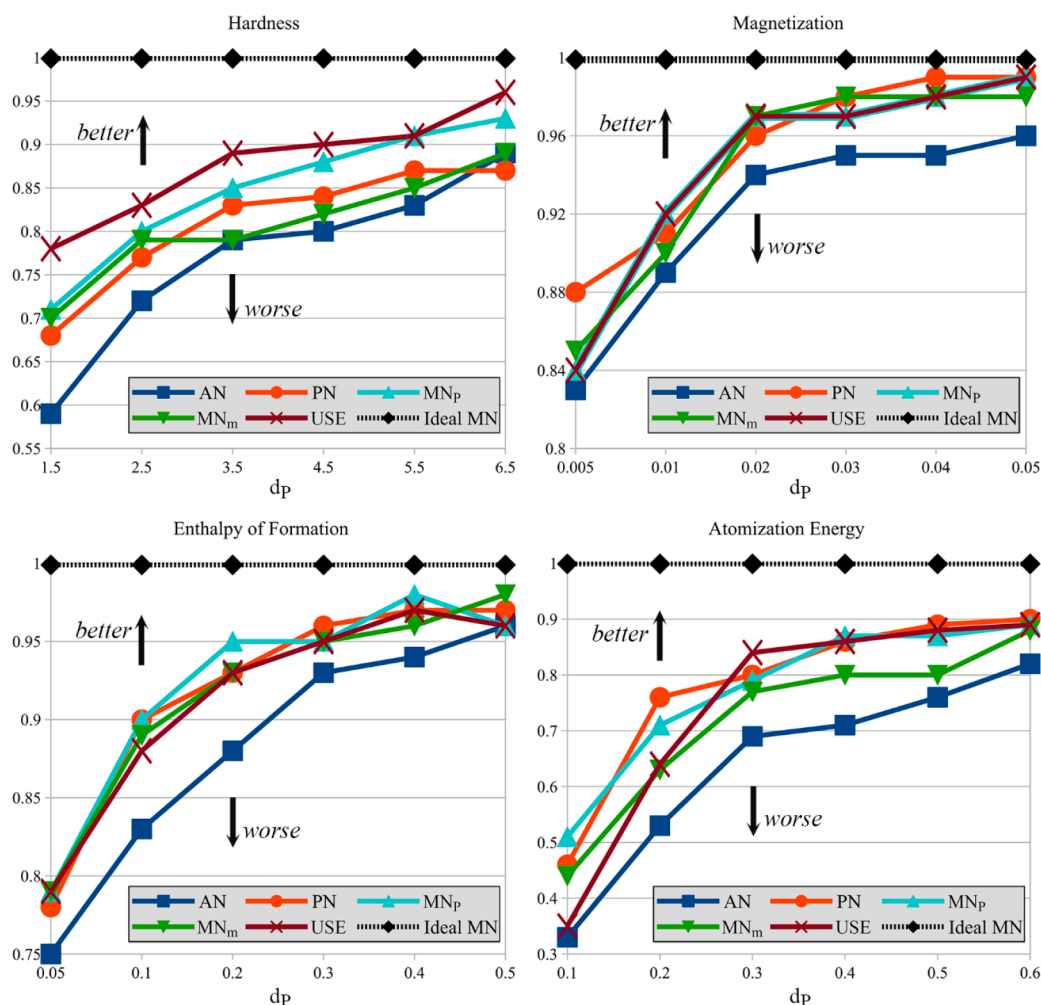 Hardness
1
0.95
0.9
0.85
0.8
0.75
0.7
0.65
0.6
0.55
better
worse
AN PN MNP
MNm USE Ideal MN
1.5 2.5 3.5 4.5 5.5 6.5
dP
Magnetization
1
0.96
0.92
0.88
0.84
0.8
better
worse
AN PN MNP
MNm USE Ideal MN
0.005 0.01 0.02 0.03 0.04 0.05
dP
Enthalpy of Formation
1
0.95
0.9
0.85
0.8
0.75
better
worse
AN PN MNP
MNm USE Ideal MN
0.05 0.1 0.2 0.3 0.4 0.5
dP
Atomization Energy
1
0.9
0.8
0.7
0.6
0.5
0.4
0.3
better
worse
AN PN MNP
MNm USE Ideal MN
0.1 0.2 0.3 0.4 0.5 0.6
dP